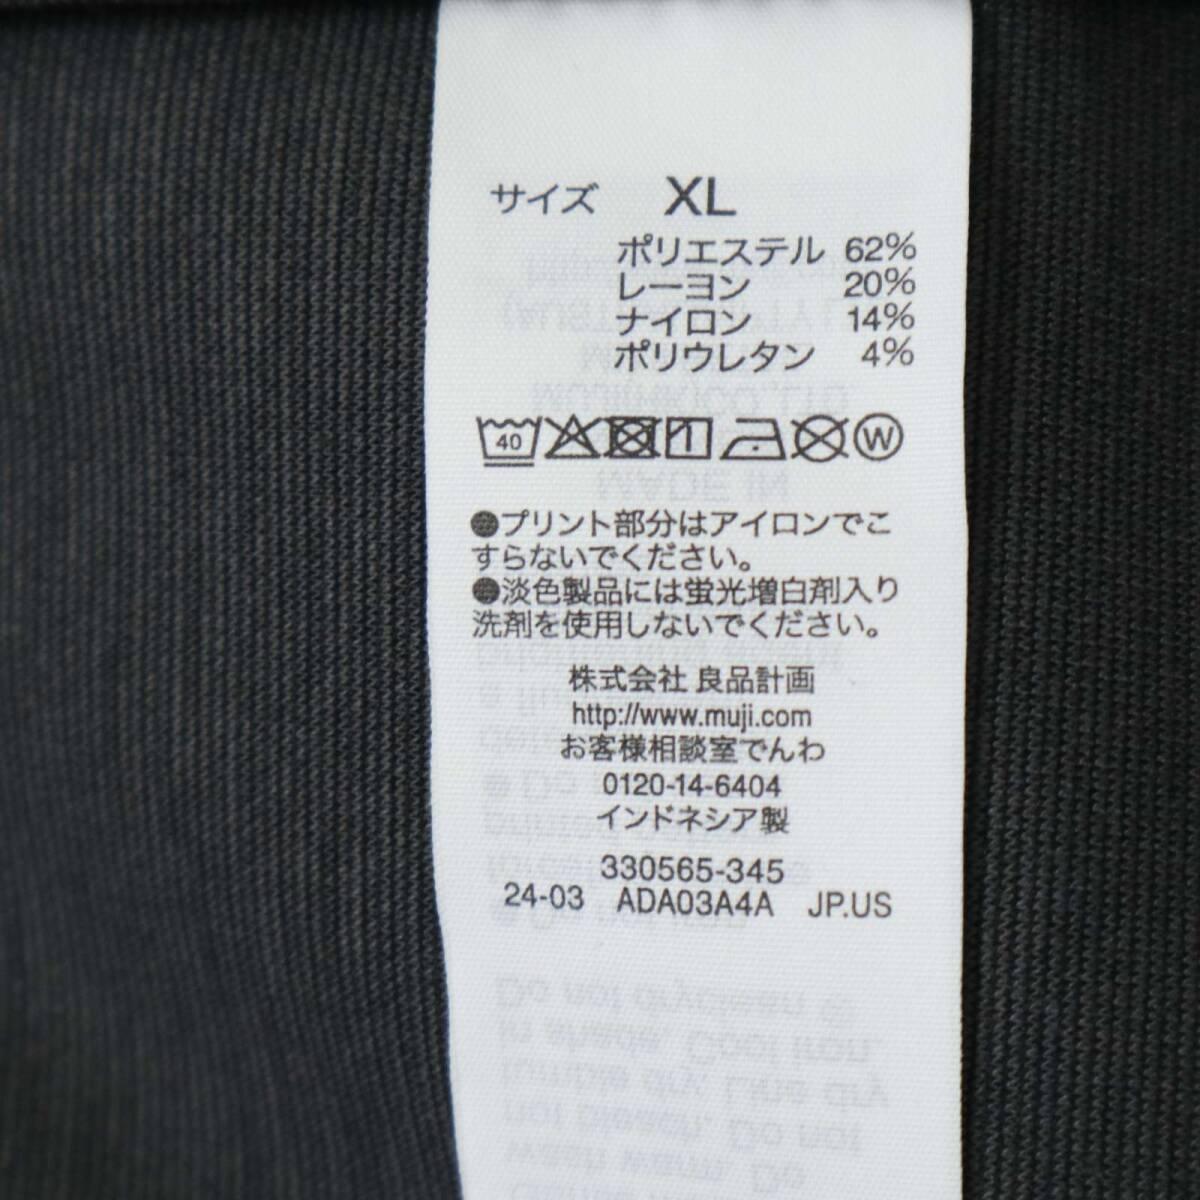 サイズ XL
ポリエステル 62%
レーヨン 20%
ナイロン 14%
ポリウレタン 4%
40 W
●プリント部分はアイロンでこ
すらないでください。
●淡色製品には蛍光増白剤入り
洗剤を使用しないでください。
株式会社 良品計画
http://www.muji.com
お客様相談室でんわ
0120-14-6404
インドネシア製
330565-345
24-03 ADA03A4A JP.US